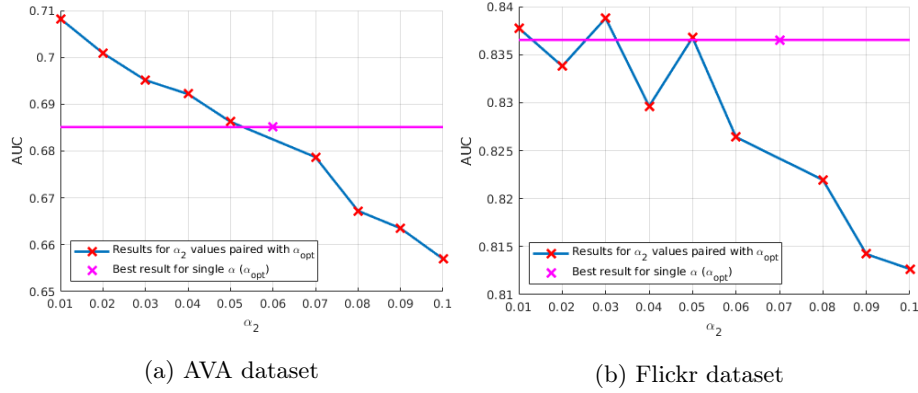 0.71
0.7
0.69
0.68
0.67
0.66
0.65
AUC
Results for α2 values paired with αopt
Best result for single α (αopt)
0.01 0.02 0.03 0.04 0.05 0.06 0.07 0.08 0.09 0.1
α2
(a) AVA dataset
0.84
0.835
0.83
0.825
0.82
0.815
0.81
AUC
Results for α2 values paired with αopt
Best result for single α (αopt)
0.01 0.02 0.03 0.04 0.05 0.06 0.07 0.08 0.09 0.1
α2
(b) Flickr dataset